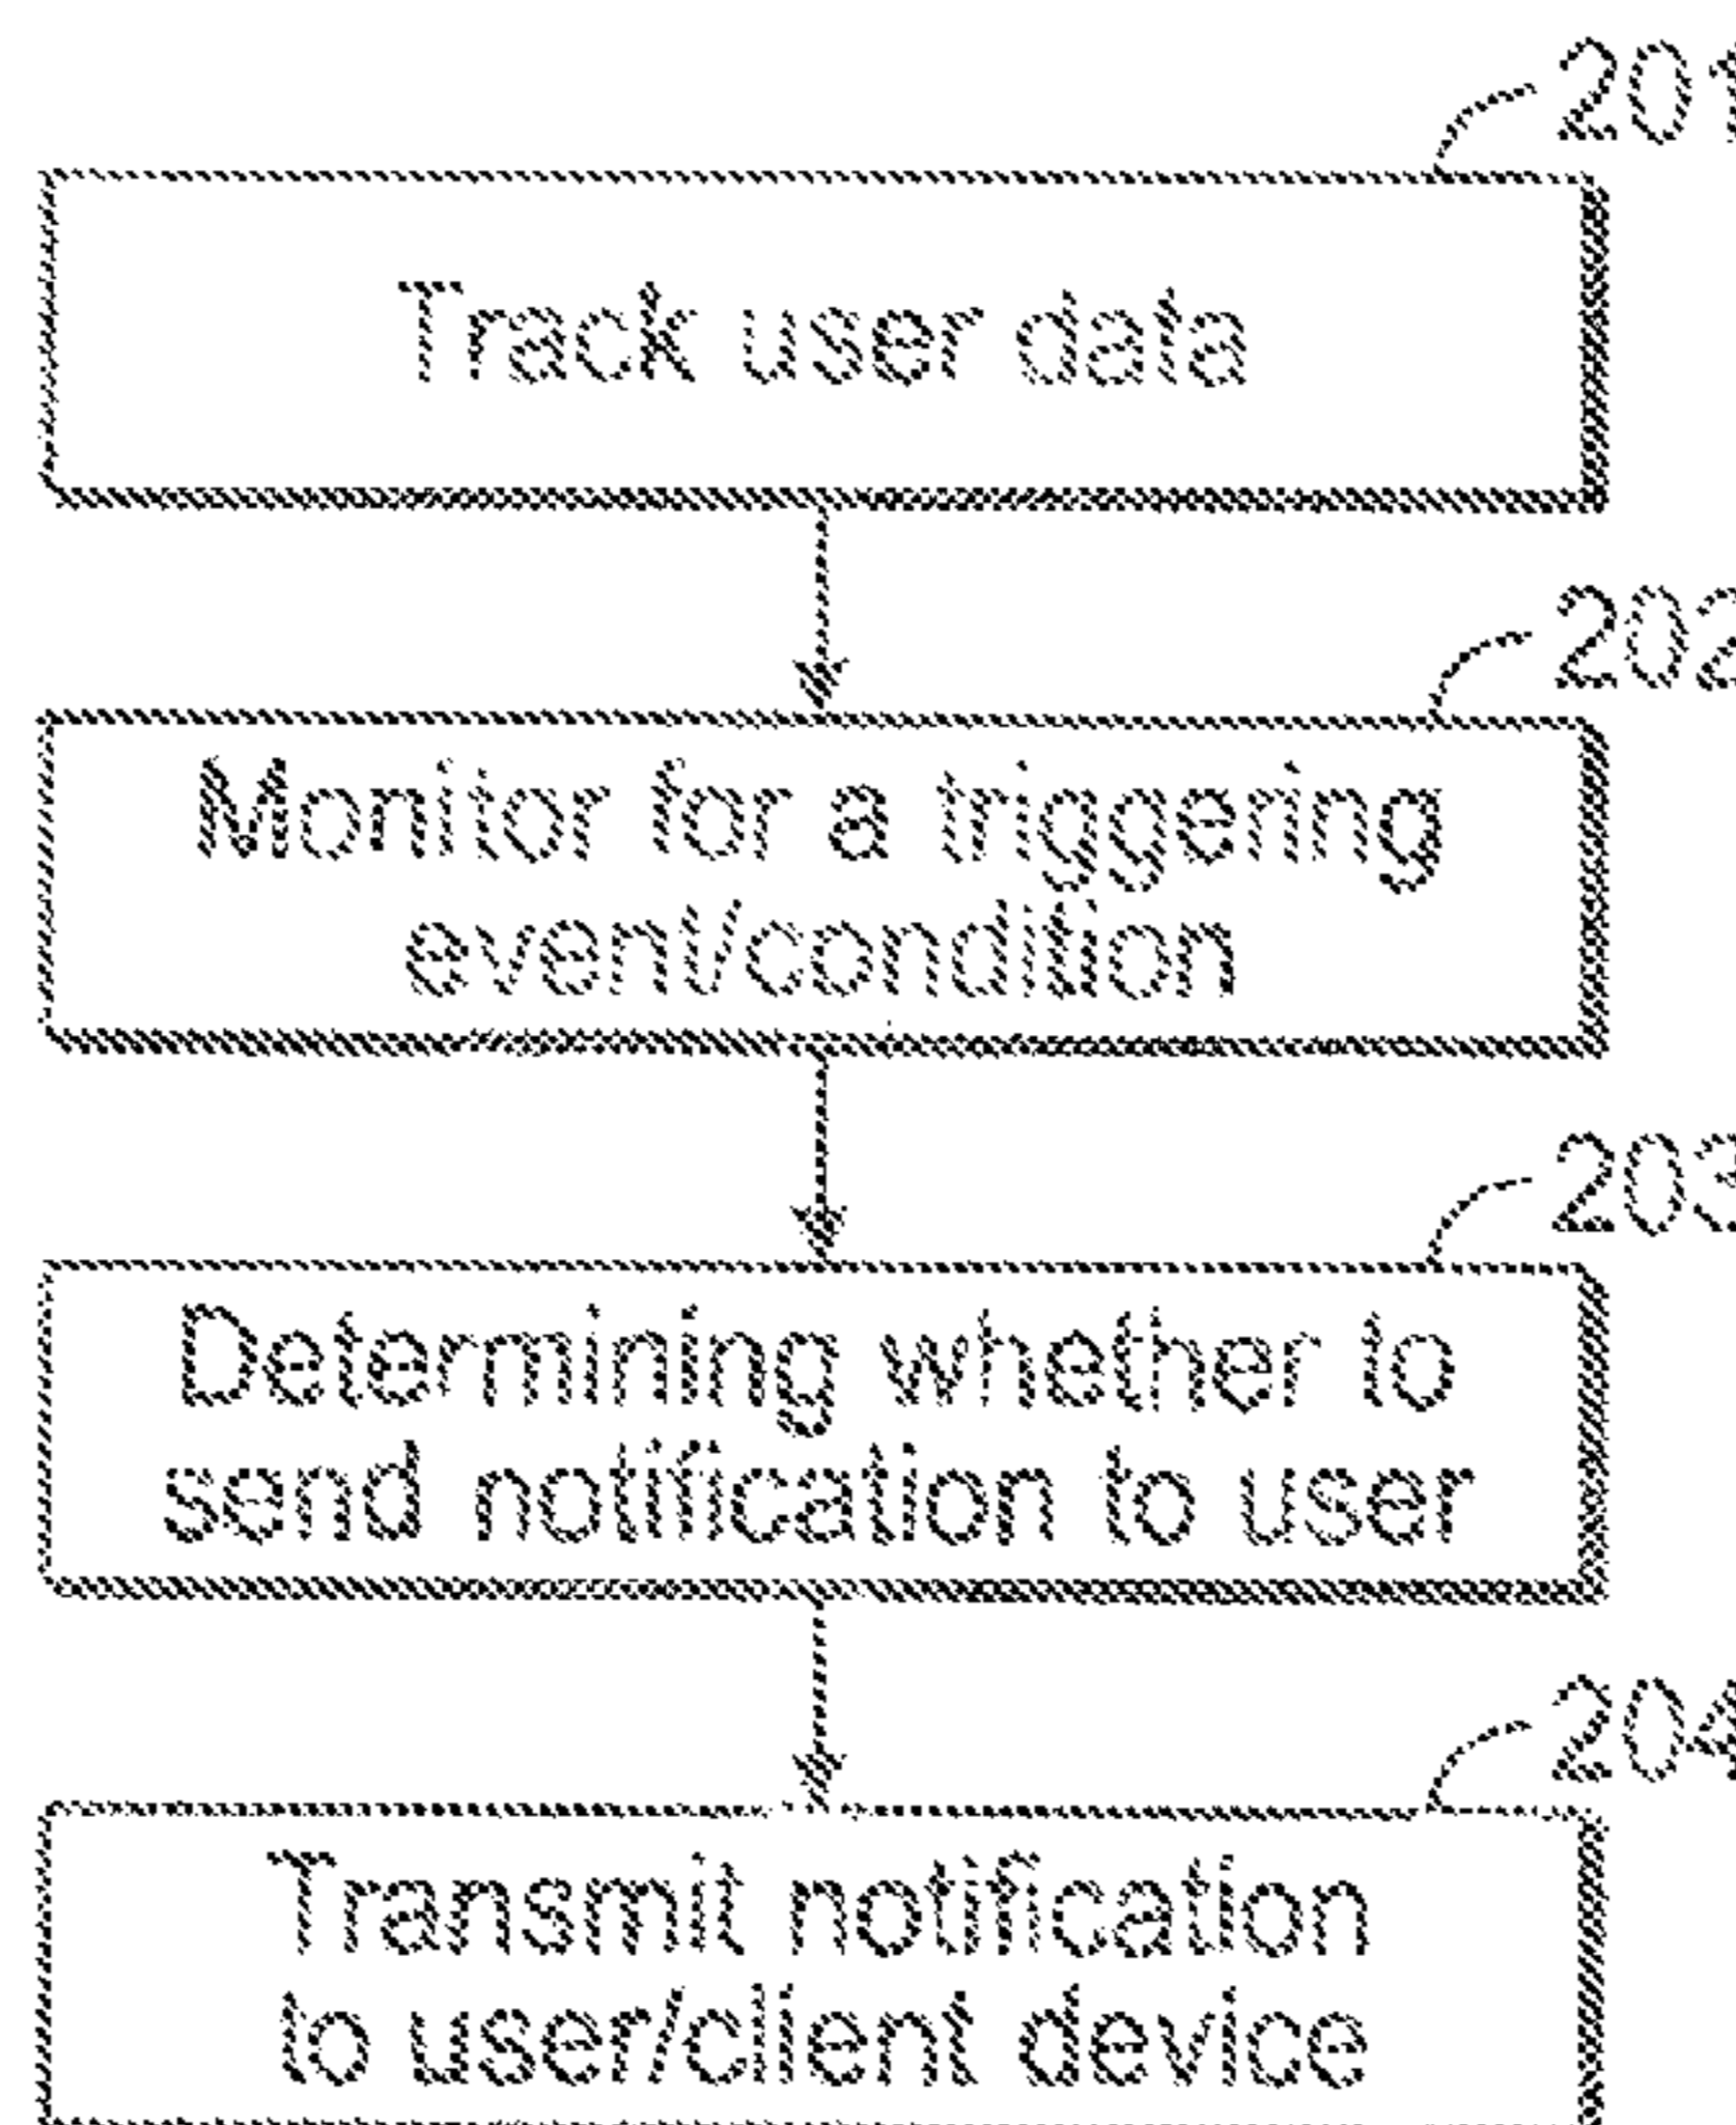 201
Track user data
202
Monitor for a triggering
event/condition
203
Determining whether to
send notification to user
204
Transmit notification
to user/client device